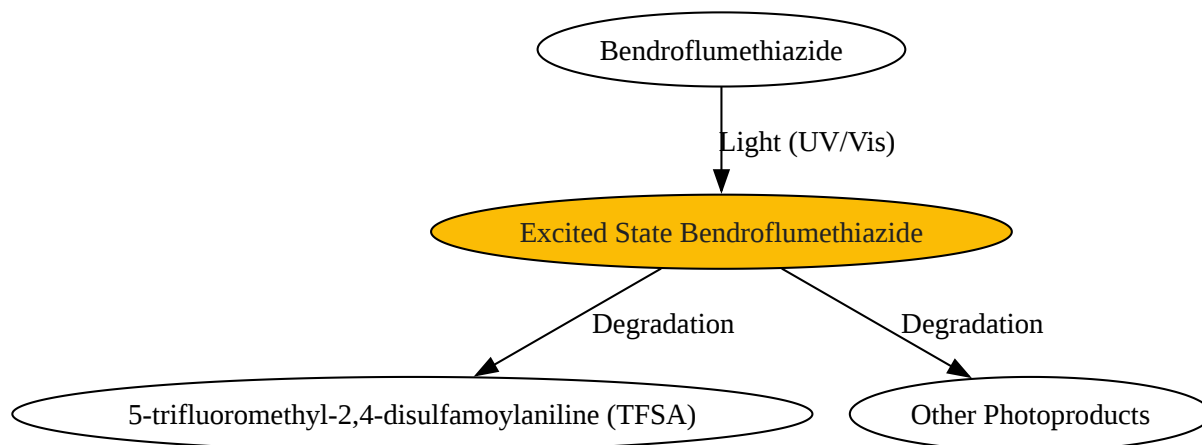 Bendroflumethiazide
Light (UV/Vis)
Excited State Bendroflumethiazide
Degradation
Degradation
5-trifluoromethyl-2,4-disulfamoylaniline (TFSA)
Other Photoproducts